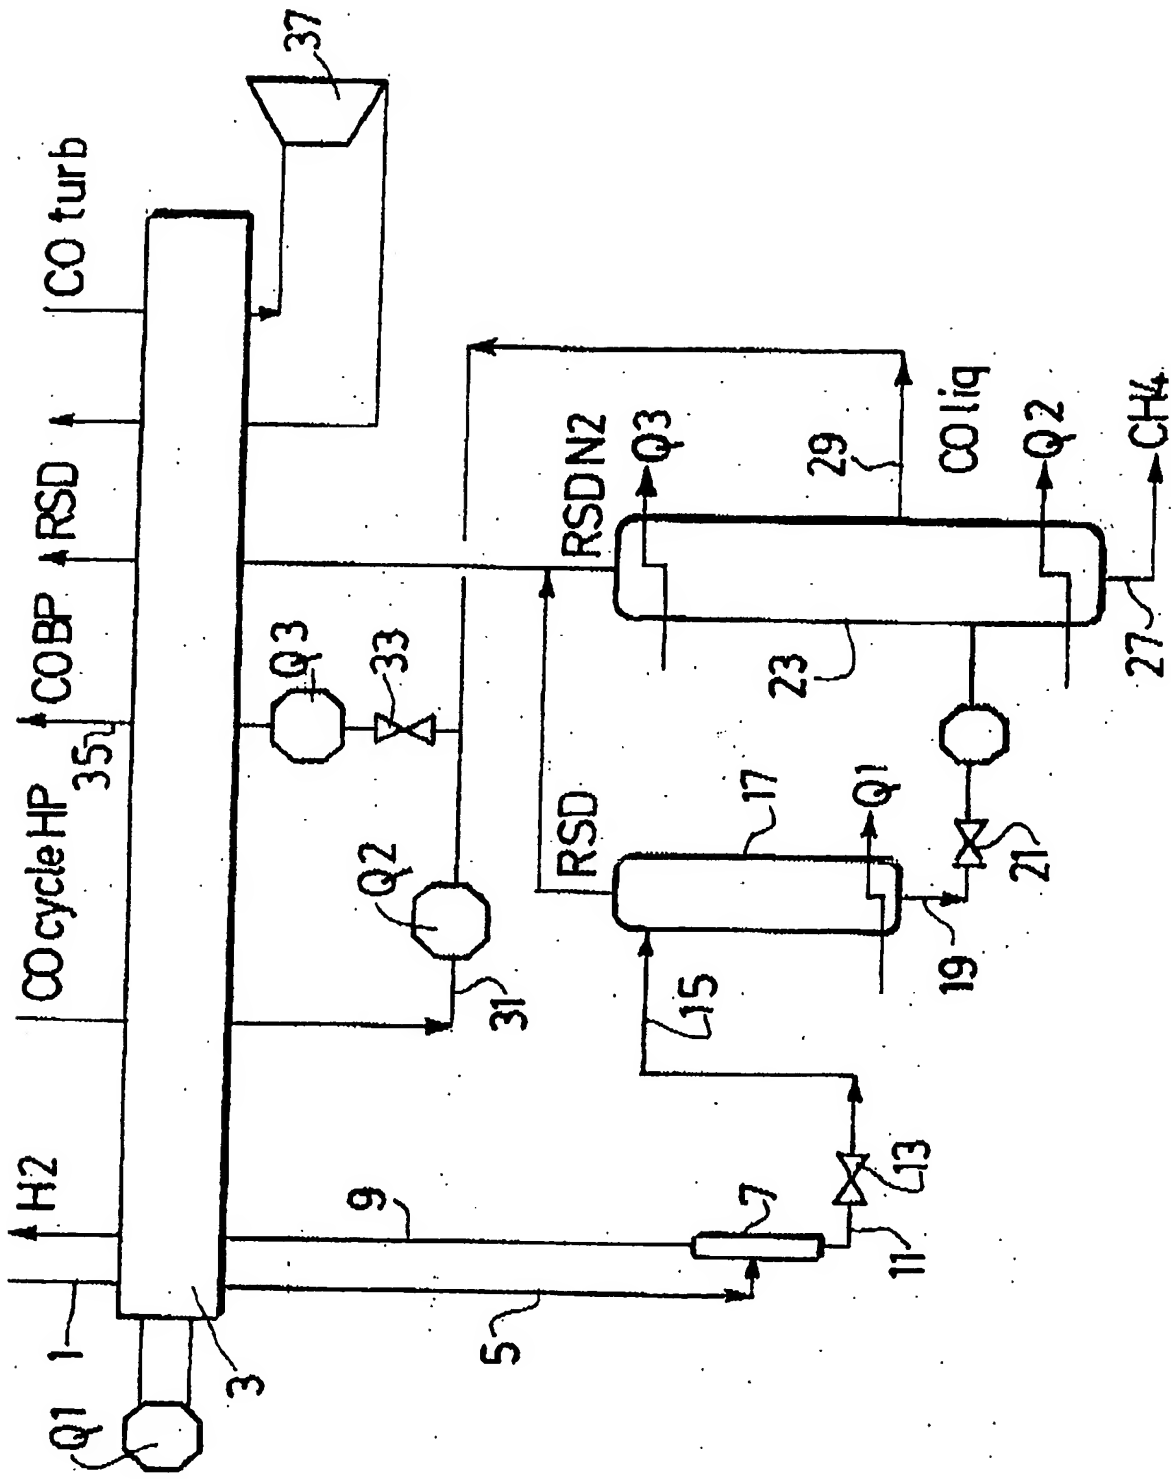 37
CO turb
RSD
COBP
35
CO cycle HP
H2
1
Q1
3
Q3
33
Q2
31
9
5
7
11
13
15
RSD
17
Q1
19
21
RSDN2
Q3
23
29
CO liq
Q2
27
CH4